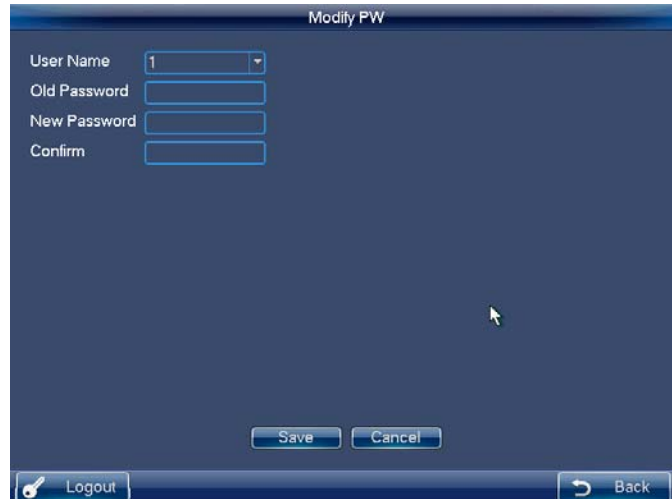 Modify PW
User Name 1
Old Password
New Password
Confirm
Save Cancel
Logout Back